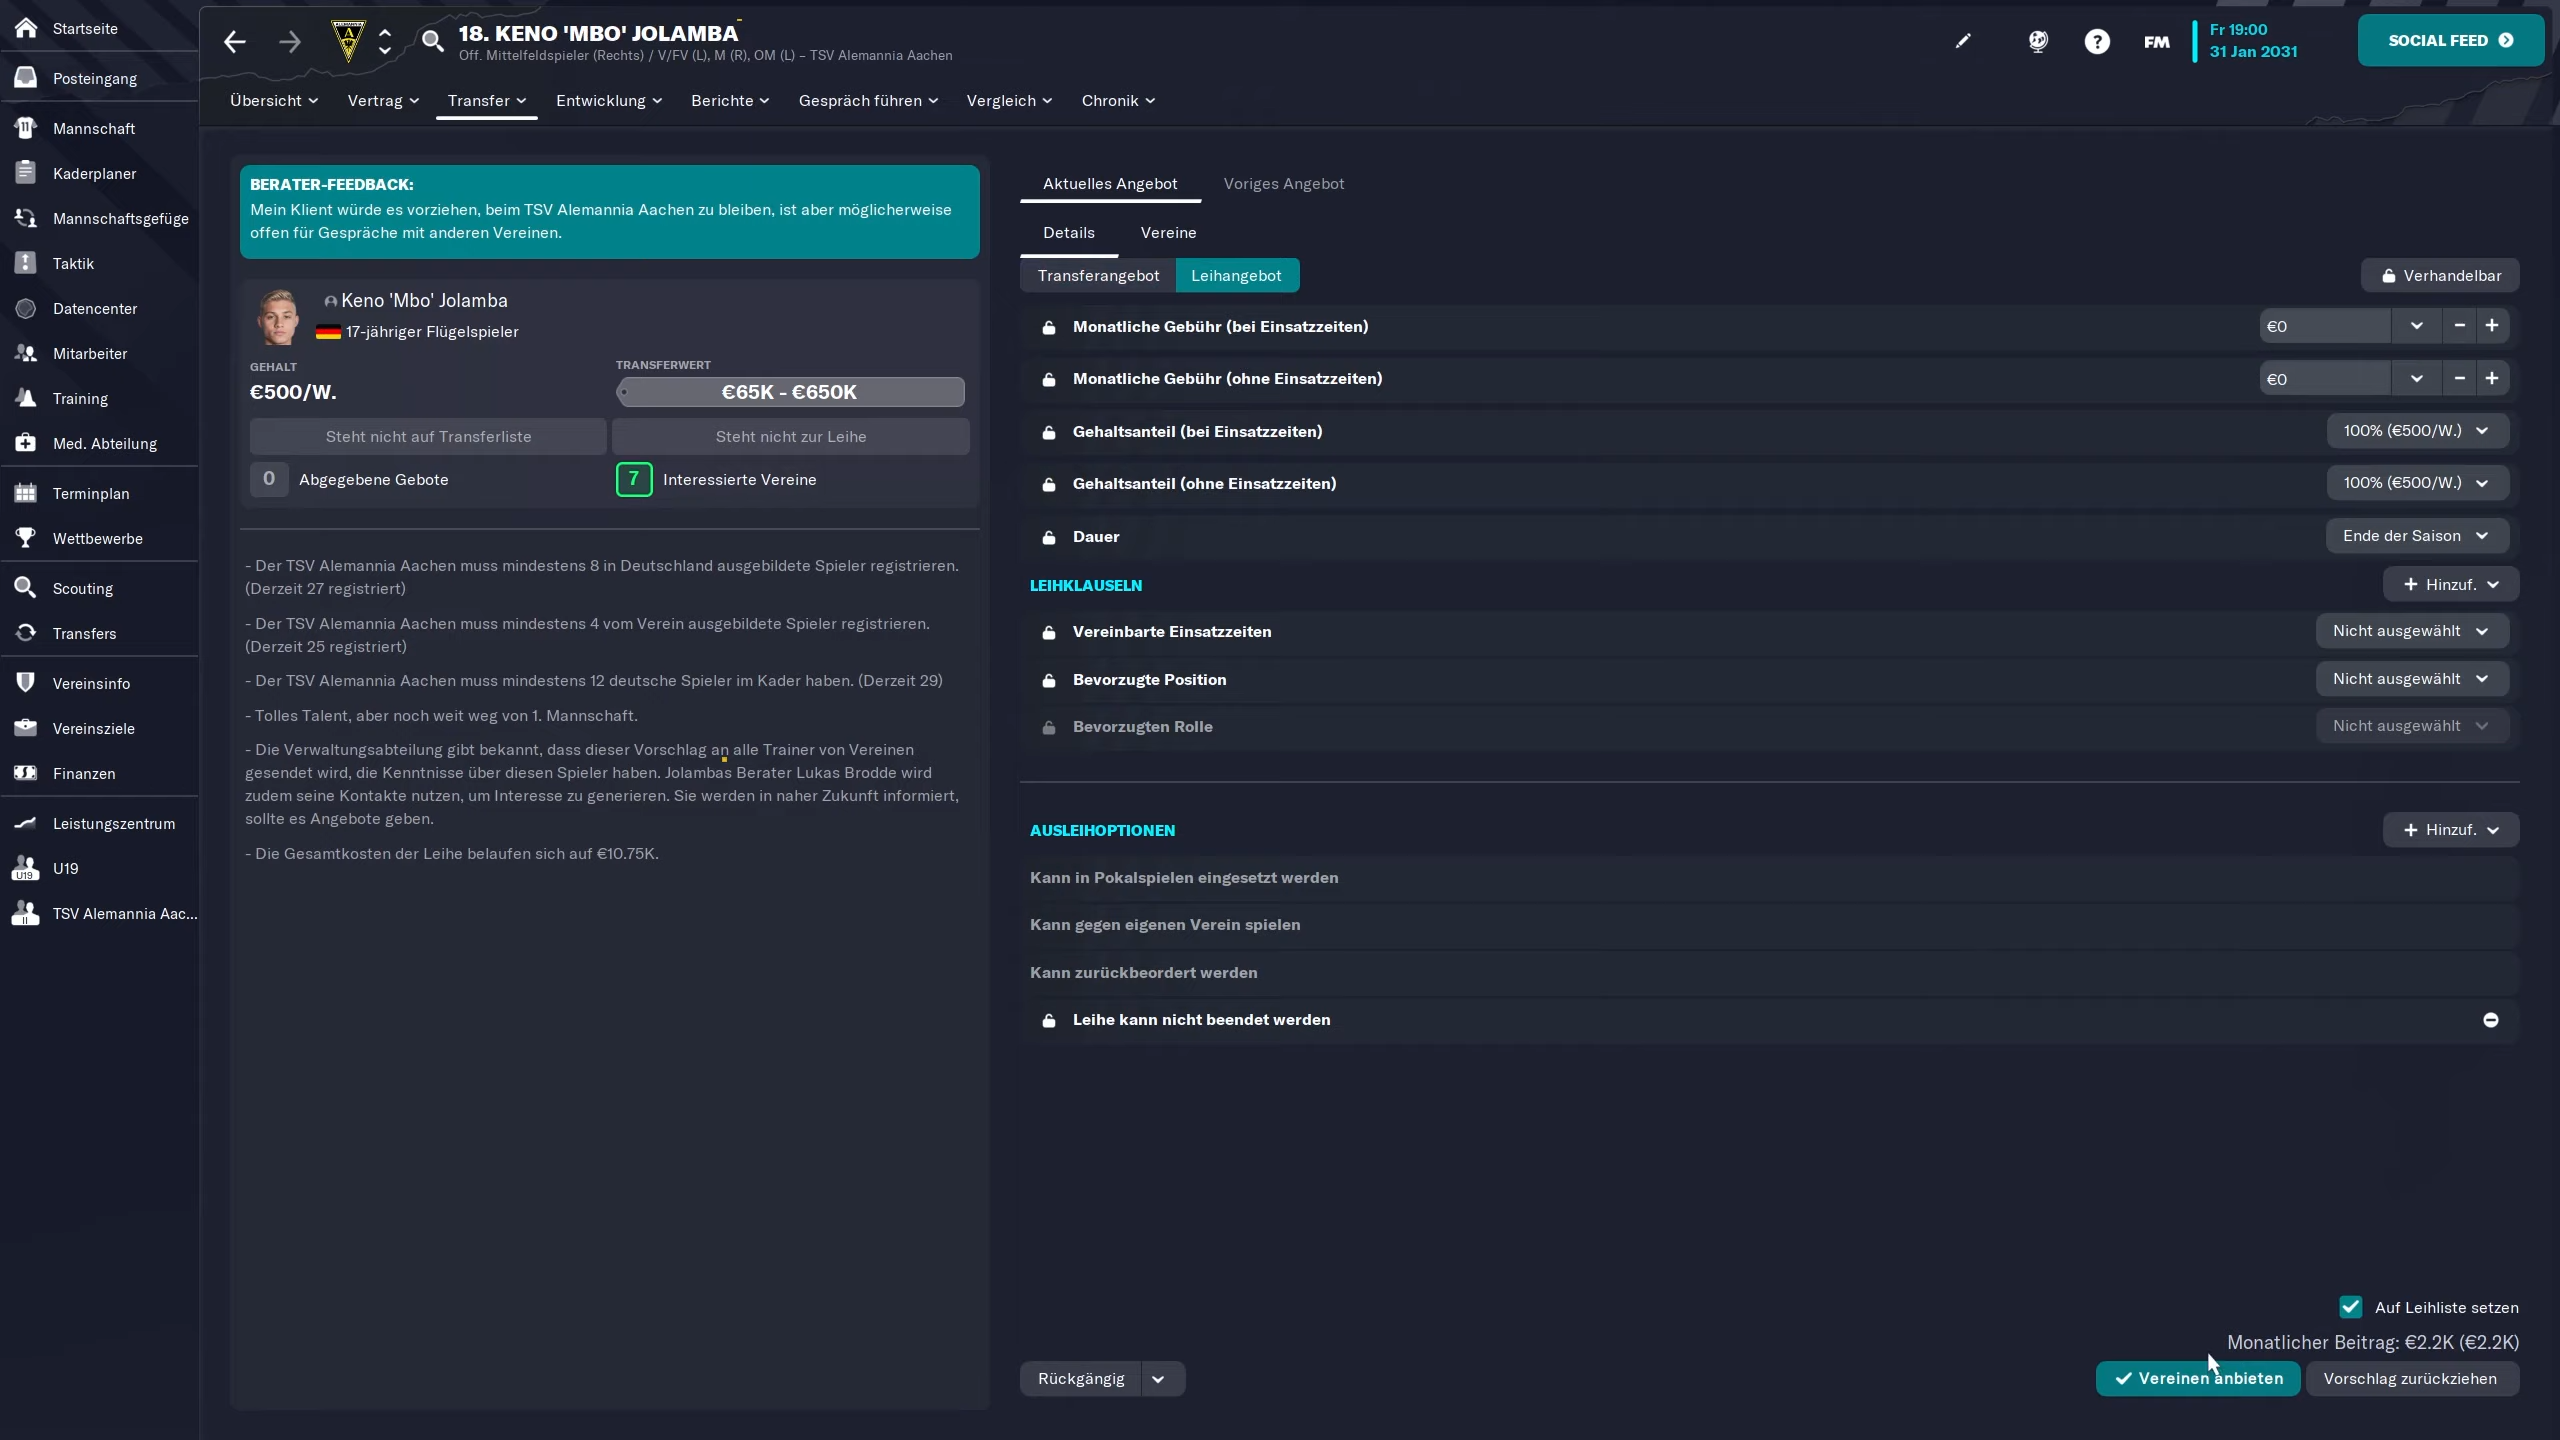 Startseite
Posteingang
Mannschaft
Kaderplaner
Mannschaftsgefüge
Taktik
Datencenter
Mitarbeiter
Training
Med. Abteilung
Terminplan
Wettbewerbe
Scouting
Transfers
Vereinsinfo
Vereinsziele
Finanzen
Leistungszentrum
U19
U19
TSV Alemannia Aac...
18. KENO 'MBO' JOLAMBA
Off. Mittelfeldspieler (Rechts) / V/FV (L), M (R), OM (L) – TSV Alemannia Aachen
FM
Fr 19:00
31 Jan 2031
SOCIAL FEED
Übersicht
Vertrag
Transfer
Entwicklung
Berichte
Gespräch führen
Vergleich
Chronik
BERATER-FEEDBACK:
Mein Klient würde es vorziehen, beim TSV Alemannia Aachen zu bleiben, ist aber möglicherweise
offen für Gespräche mit anderen Vereinen.
Keno 'Mbo' Jolamba
17-jähriger Flügelspieler
GEHALT
€500/W.
TRANSFERWERT
€65K - €650K
Steht nicht auf Transferliste
Steht nicht zur Leihe
0 Abgegebene Gebote
7 Interessierte Vereine
- Der TSV Alemannia Aachen muss mindestens 8 in Deutschland ausgebildete Spieler registrieren.
(Derzeit 27 registriert)
- Der TSV Alemannia Aachen muss mindestens 4 vom Verein ausgebildete Spieler registrieren.
(Derzeit 25 registriert)
- Der TSV Alemannia Aachen muss mindestens 12 deutsche Spieler im Kader haben. (Derzeit 29)
- Tolles Talent, aber noch weit weg von 1. Mannschaft.
- Die Verwaltungsabteilung gibt bekannt, dass dieser Vorschlag an alle Trainer von Vereinen
gesendet wird, die Kenntnisse über diesen Spieler haben. Jolambas Berater Lukas Brodde wird
zudem seine Kontakte nutzen, um Interesse zu generieren. Sie werden in naher Zukunft informiert,
sollte es Angebote geben.
- Die Gesamtkosten der Leihe belaufen sich auf €10.75K.
Aktuelles Angebot
Voriges Angebot
Details
Vereine
Transferangebot
Leihangebot
Verhandelbar
Monatliche Gebühr (bei Einsatzzeiten)
€0
Monatliche Gebühr (ohne Einsatzzeiten)
€0
Gehaltsanteil (bei Einsatzzeiten)
100% (€500/W.)
Gehaltsanteil (ohne Einsatzzeiten)
100% (€500/W.)
Dauer
Ende der Saison
LEIHKLAUSELN
+ Hinzuf.
Vereinbarte Einsatzzeiten
Nicht ausgewählt
Bevorzugte Position
Nicht ausgewählt
Bevorzugten Rolle
Nicht ausgewählt
AUSLEIHOPTIONEN
+ Hinzuf.
Kann in Pokalspielen eingesetzt werden
Kann gegen eigenen Verein spielen
Kann zurückbeordert werden
Leihe kann nicht beendet werden
Auf Leihliste setzen
Monatlicher Beitrag: €2.2K (€2.2K)
Rückgängig
Vereinen anbieten
Vorschlag zurückziehen